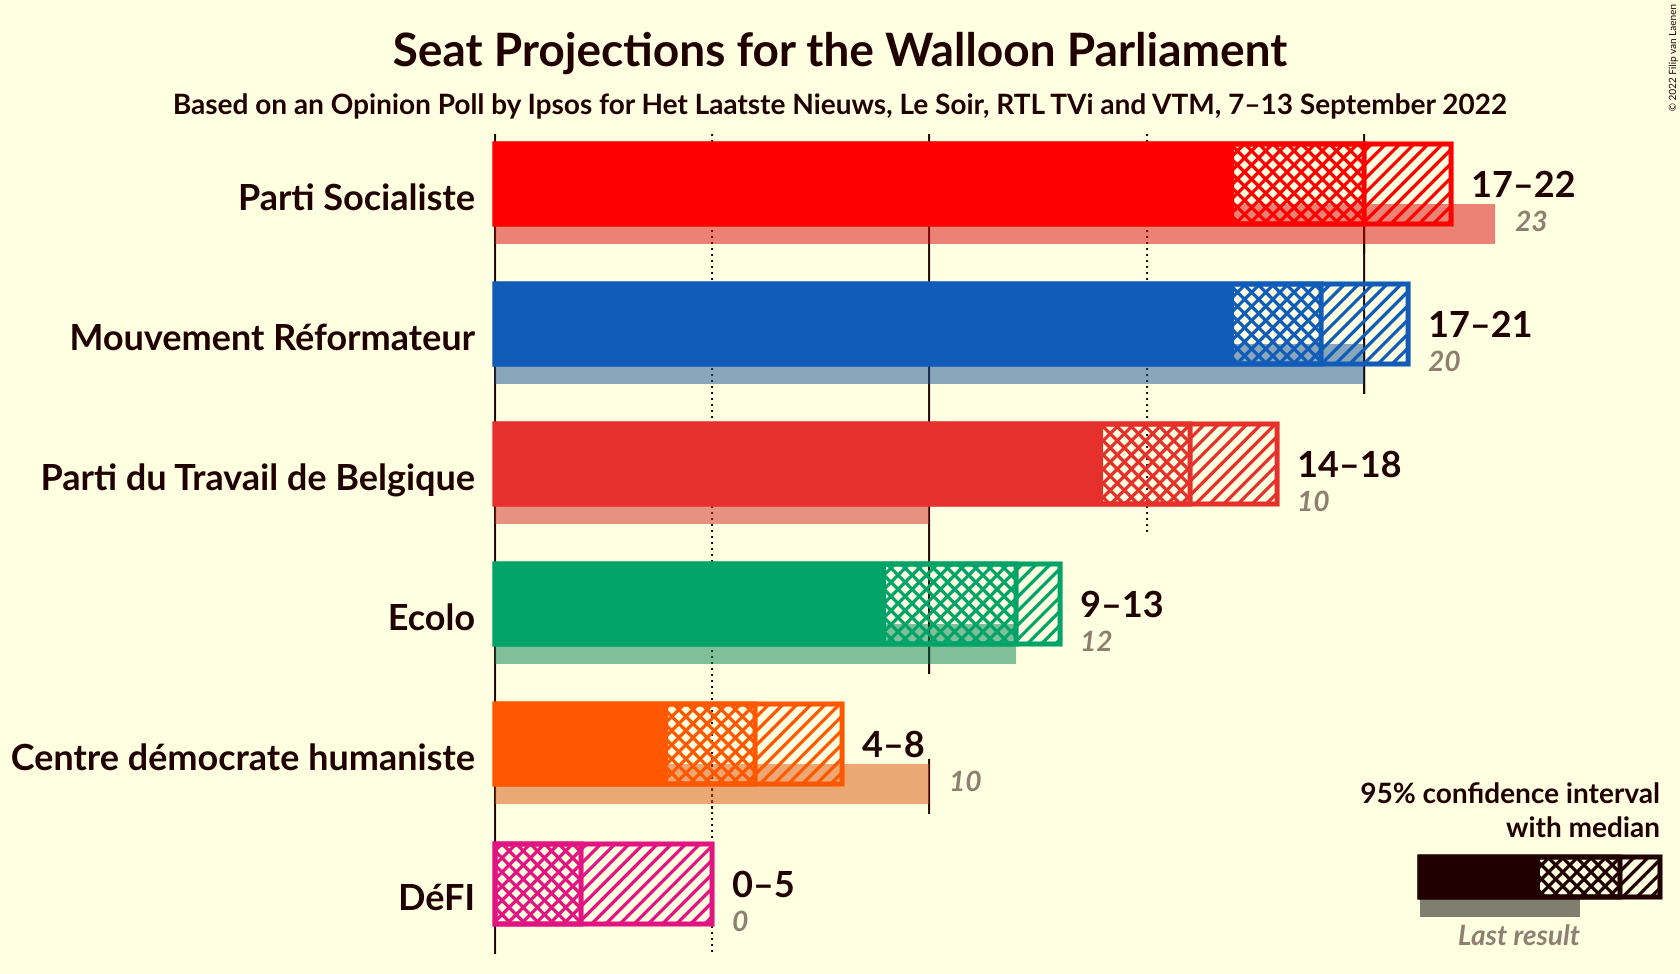 Seat Projections for the Walloon Parliament
Based on an Opinion Poll by Ipsos for Het Laatste Nieuws, Le Soir, RTL TVi and VTM, 7–13 September 2022
© 2022 Filip van Laenen
Parti Socialiste
17–22
23
Mouvement Réformateur
17–21
20
Parti du Travail de Belgique
14–18
10
Ecolo
9–13
12
Centre démocrate humaniste
4–8
10
DéFI
0–5
0
95% confidence interval
with median
Last result